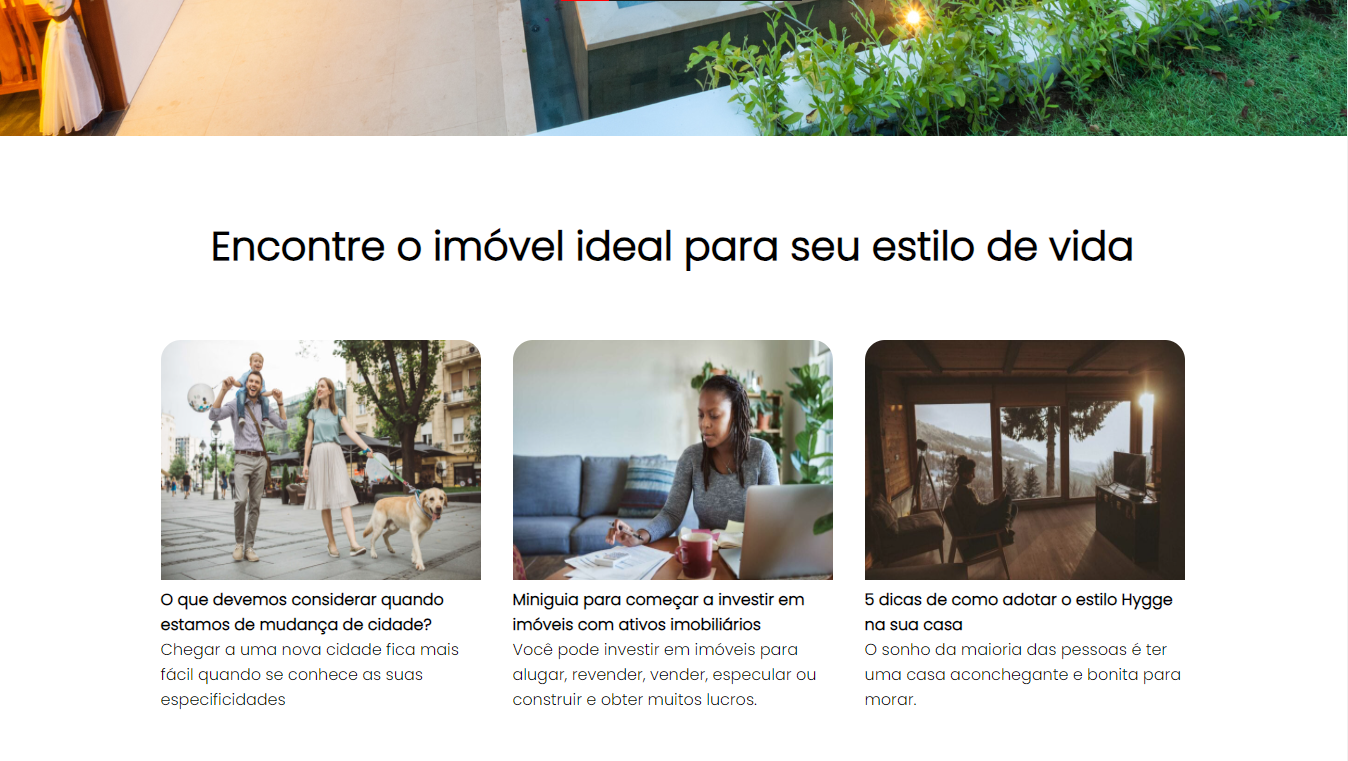 Encontre o imóvel ideal para seu estilo de vida
O que devemos considerar quando
estamos de mudança de cidade?
Chegar a uma nova cidade fica mais
fácil quando se conhece as suas
especificidades
Miniguia para começar a investir em
imóveis com ativos imobiliários
Você pode investir em imóveis para
alugar, revender, vender, especular ou
construir e obter muitos lucros.
5 dicas de como adotar o estilo Hygge
na sua casa
O sonho da maioria das pessoas é ter
uma casa aconchegante e bonita para
morar.